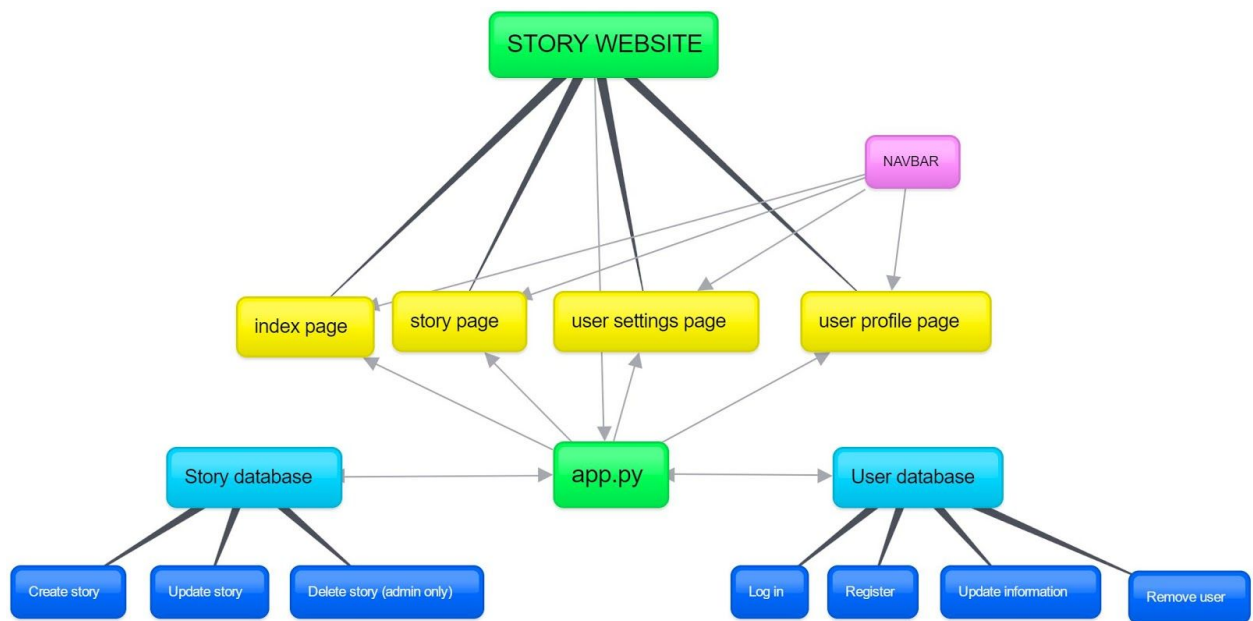 STORY WEBSITE
NAVBAR
index page
story page
user settings page
user profile page
Story database
app.py
User database
Create story
Update story
Delete story (admin only)
Log in
Register
Update information
Remove user